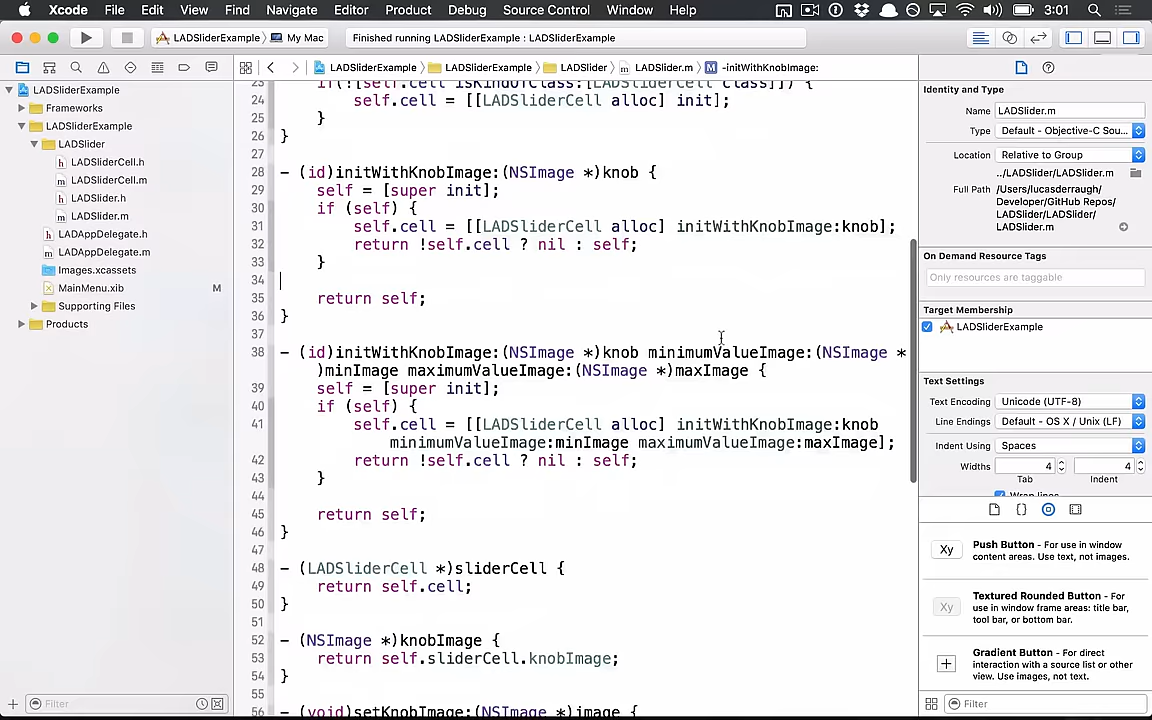 Xcode File Edit View Find Navigate Editor Product Debug Source Control Window Help 3:01
LADSliderExample My Mac Finished running LADSliderExample : LADSliderExample
LADSliderExample LADSliderExample LADSlider LADSlider.m -initWithKnobImage:
LADSliderExample
Frameworks
LADSliderExample
LADSlider
h LADSliderCell.h
m LADSliderCell.m
h LADSlider.h
m LADSlider.m
h LADAppDelegate.h
m LADAppDelegate.m
Images.xcassets
MainMenu.xib M
Supporting Files
Products
Filter
23 if(![self.cell isKindOfClass:[LADSliderCell class]]) {
24 self.cell = [[LADSliderCell alloc] init];
25 }
26 }
27
28 - (id)initWithKnobImage:(NSImage *)knob {
29 self = [super init];
30 if (self) {
31 self.cell = [[LADSliderCell alloc] initWithKnobImage:knob];
32 return !self.cell ? nil : self;
33 }
34
35 return self;
36 }
37
38 - (id)initWithKnobImage:(NSImage *)knob minimumValueImage:(NSImage *
)minImage maximumValueImage:(NSImage *)maxImage {
39 self = [super init];
40 if (self) {
41 self.cell = [[LADSliderCell alloc] initWithKnobImage:knob
minimumValueImage:minImage maximumValueImage:maxImage];
42 return !self.cell ? nil : self;
43 }
44
45 return self;
46 }
47
48 - (LADSliderCell *)sliderCell {
49 return self.cell;
50 }
51
52 - (NSImage *)knobImage {
53 return self.sliderCell.knobImage;
54 }
55
56 - (void)setKnobImage:(NSImage *)image {
Identity and Type
Name LADSlider.m
Type Default - Objective-C Sou...
Location Relative to Group
../LADSlider/LADSlider.m
Full Path /Users/lucasderraugh/
Developer/GitHub Repos/
LADSlider/LADSlider/
LADSlider.m
On Demand Resource Tags
Only resources are taggable
Target Membership
LADSliderExample
Text Settings
Text Encoding Unicode (UTF-8)
Line Endings Default - OS X / Unix (LF)
Indent Using Spaces
Widths 4 4
Tab Indent
Wrap lines
Xy Push Button - For use in window
content areas. Use text, not images.
Xy Textured Rounded Button - For
use in window frame areas: title bar,
tool bar, or bottom bar.
Gradient Button - For direct
interaction with a source list or other
view. Use images, not text.
Filter